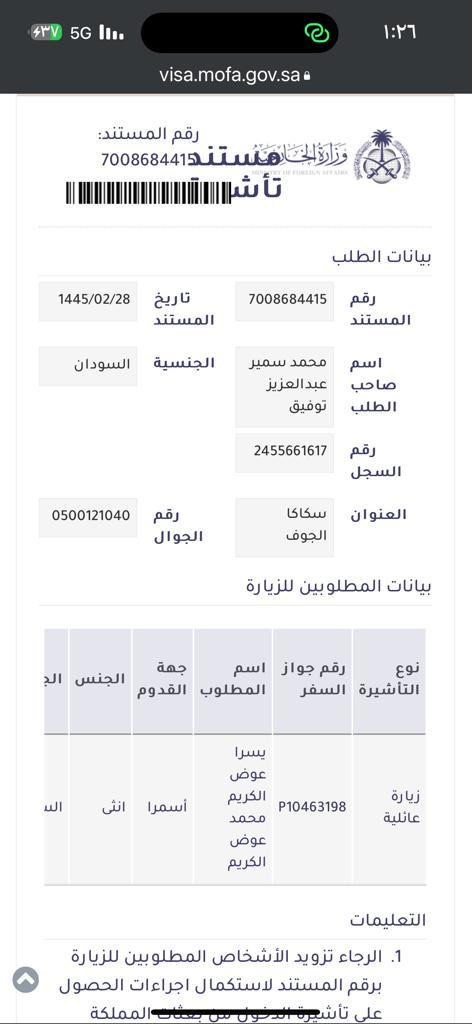 ١:٢٦
5G
٤٣٧
visa.mofa.gov.sa
وزارة الخارجية
MINISTRY OF FOREIGN AFFAIRS
مستند
تأشيرة
رقم المستند:
7008684415
بيانات الطلب
رقم المستند
7008684415
تاريخ المستند
1445/02/28
اسم صاحب الطلب
محمد سمير
عبدالعزيز
توفيق
الجنسية
السودان
رقم السجل
2455661617
العنوان
سكاكا
الجوف
رقم الجوال
0500121040
بيانات المطلوبين للزيارة
نوع التأشيرة
رقم جواز السفر
اسم المطلوب
جهة القدوم
الجنس
زيارة عائلية
P10463198
يسرا
عوض
الكريم
محمد
عوض
الكريم
أسمرا
انثى
التعليمات
1. الرجاء تزويد الأشخاص المطلوبين للزيارة
برقم المستند لاستكمال اجراءات الحصول
على تأشيرة الدخول من بعثات المملكة